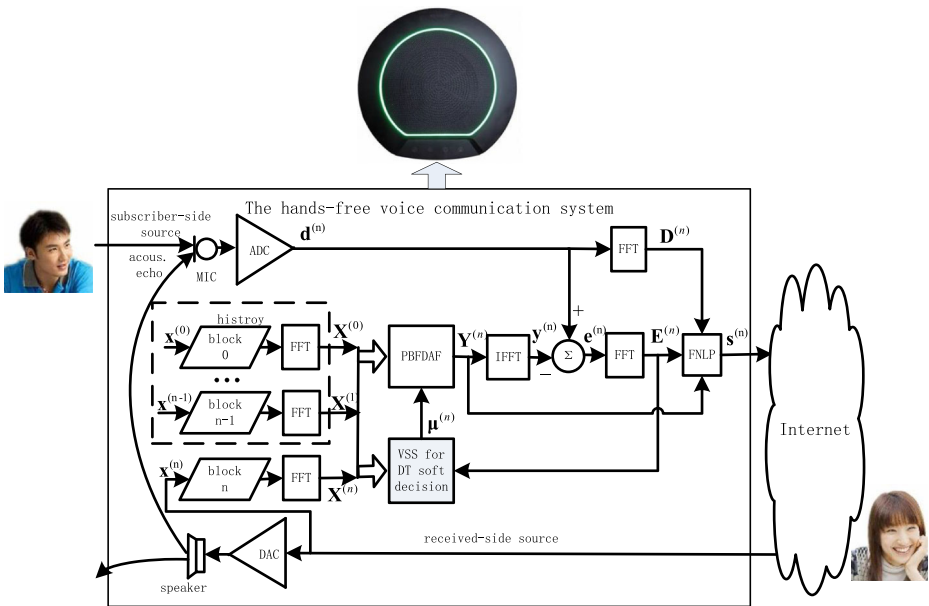 The hands-free voice communication system
subscriber-side
source
acous.
echo
MIC
ADC
d(n)
FFT
D(n)
histroy
x(0)
block
0
FFT
X(0)
•••
x(n-1)
block
n-1
FFT
X(1)
x(n)
block
n
FFT
X(n)
PBFDAF
Y(n)
IFFT
y(n)
+
−
Σ
e(n)
FFT
E(n)
FNLP
s(n)
μ(n)
VSS for
DT soft
decision
Internet
received-side source
DAC
speaker